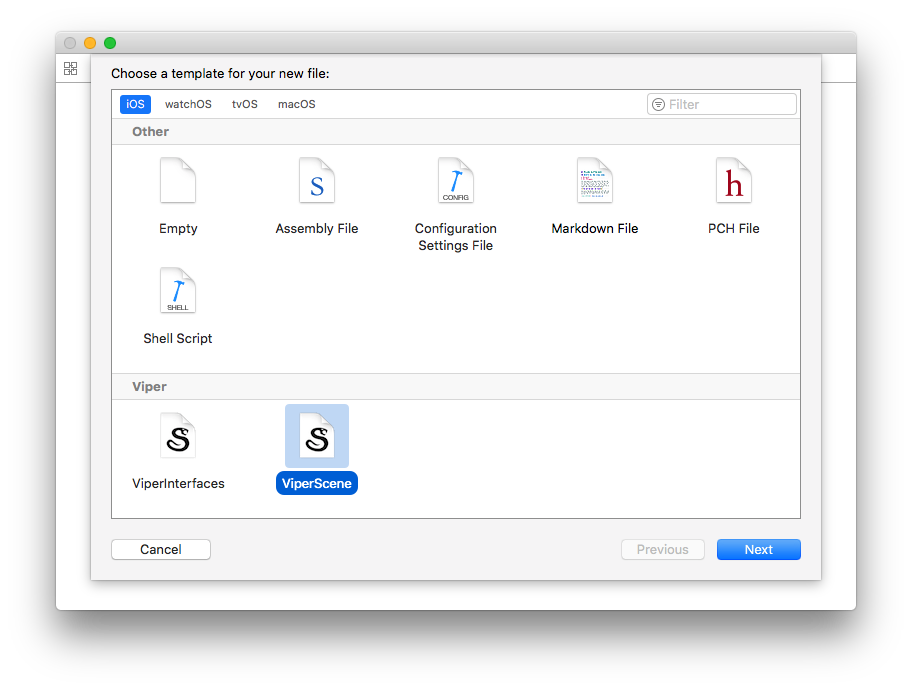 Choose a template for your new file:
iOS watchOS tvOS macOS Filter
Other
S CONFIG h
Empty Assembly File Configuration Settings File Markdown File PCH File
SHELL
Shell Script
Viper
S S
ViperInterfaces ViperScene
Cancel Previous Next